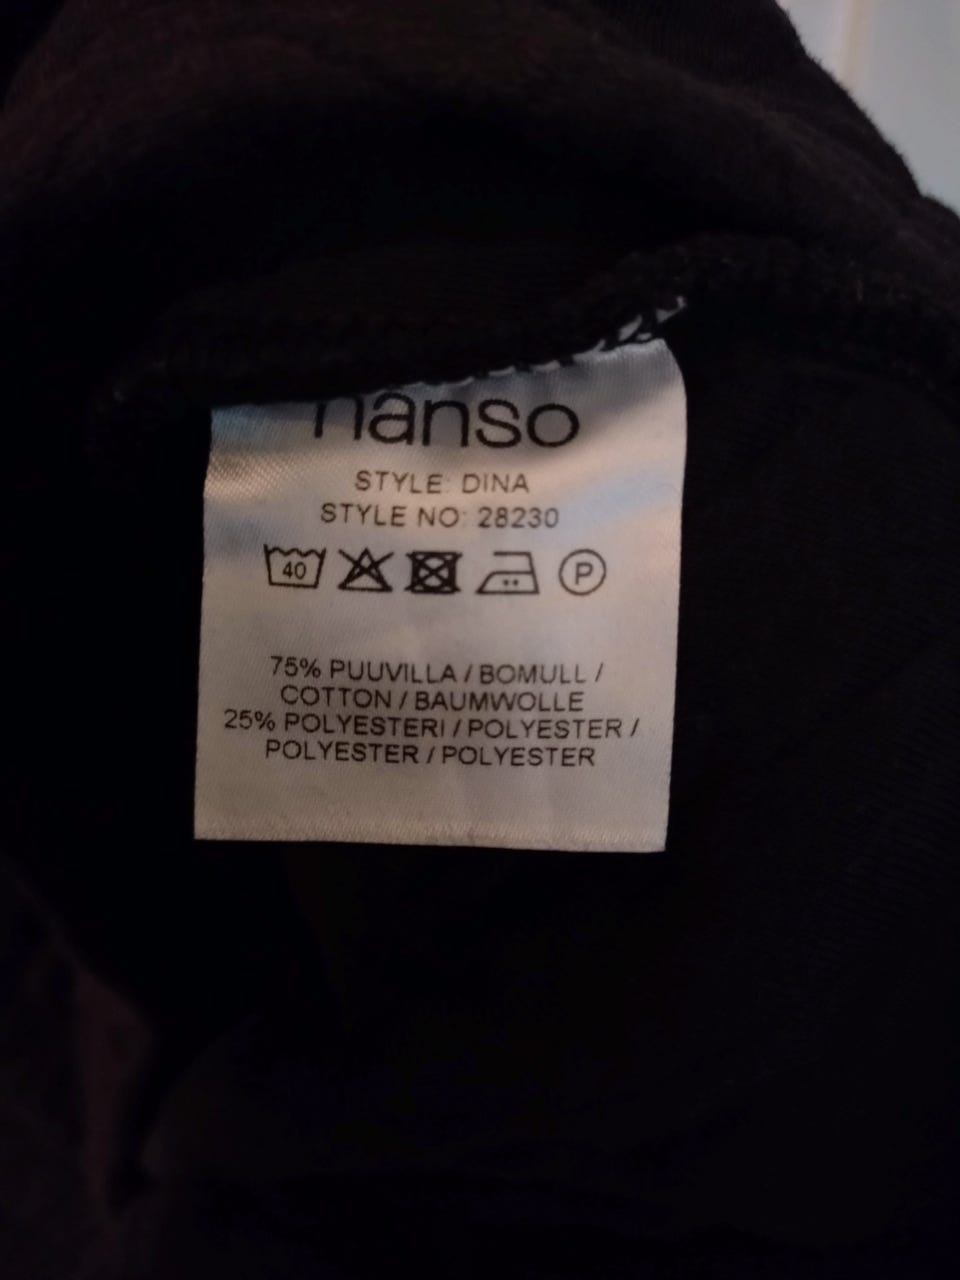 nanso
STYLE: DINA
STYLE NO: 28230
40 P
75% PUUVILLA / BOMULL /
COTTON / BAUMWOLLE
25% POLYESTERI / POLYESTER /
POLYESTER / POLYESTER